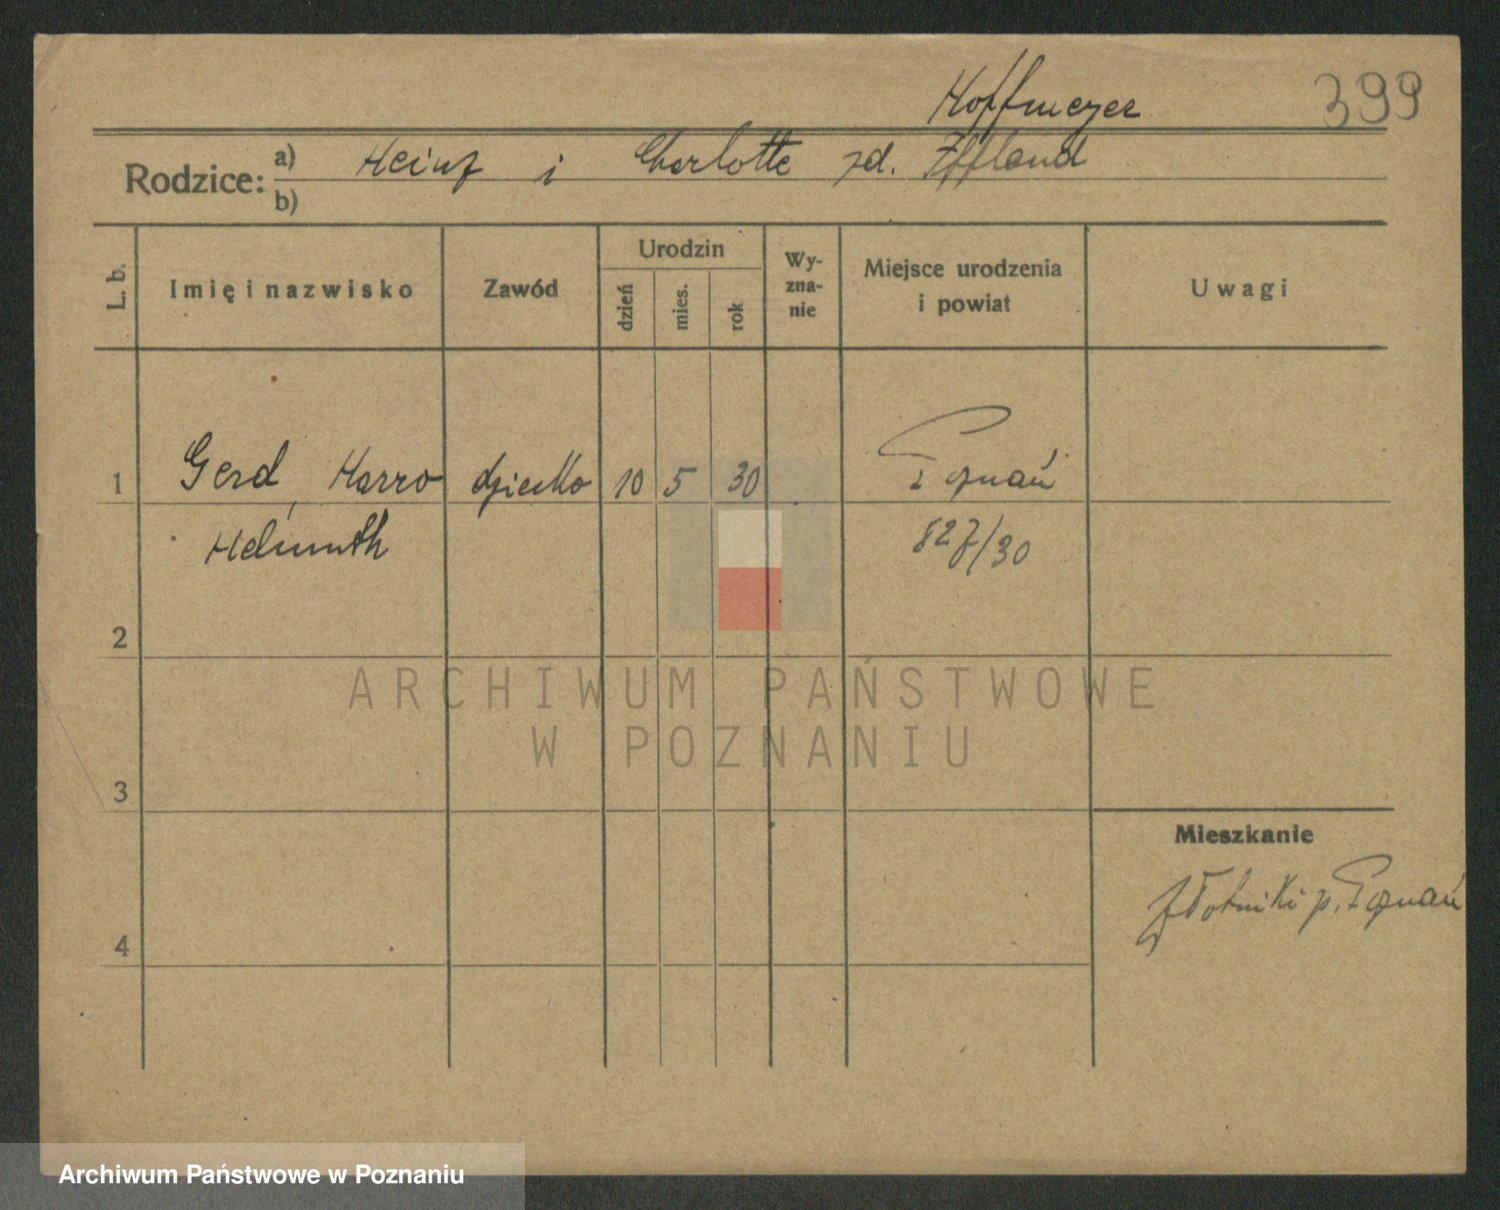 Hoffmeyer
399
Rodzice: a) Heinz i Charlotte zd. Iffland
b)
L. b.
Imię i nazwisko
Zawód
Urodzin
dzień
mies.
rok
Wy-
zna-
nie
Miejsce urodzenia
i powiat
Uwagi
1 Gerd, Harro dziecko 10 5 30 Poznań
Helmuth 827/30
2
ARCHIWUM PAŃSTWOWE
W POZNANIU
3
Mieszkanie
Złotniki p. Poznań
4
Archiwum Państwowe w Poznaniu